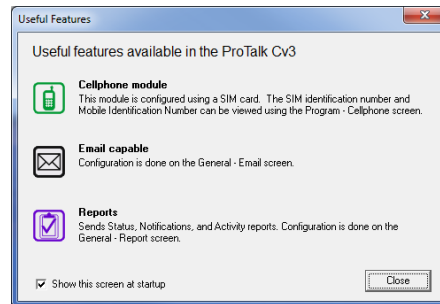 Useful Features
Useful features available in the ProTalk Cv3
Cellphone module
This module is configured using a SIM card. The SIM identification number and
Mobile Identification Number can be viewed using the Program - Cellphone screen.
Email capable
Configuration is done on the General - Email screen.
Reports
Sends Status, Notifications, and Activity reports. Configuration is done on the
General - Report screen.
Show this screen at startup
Close